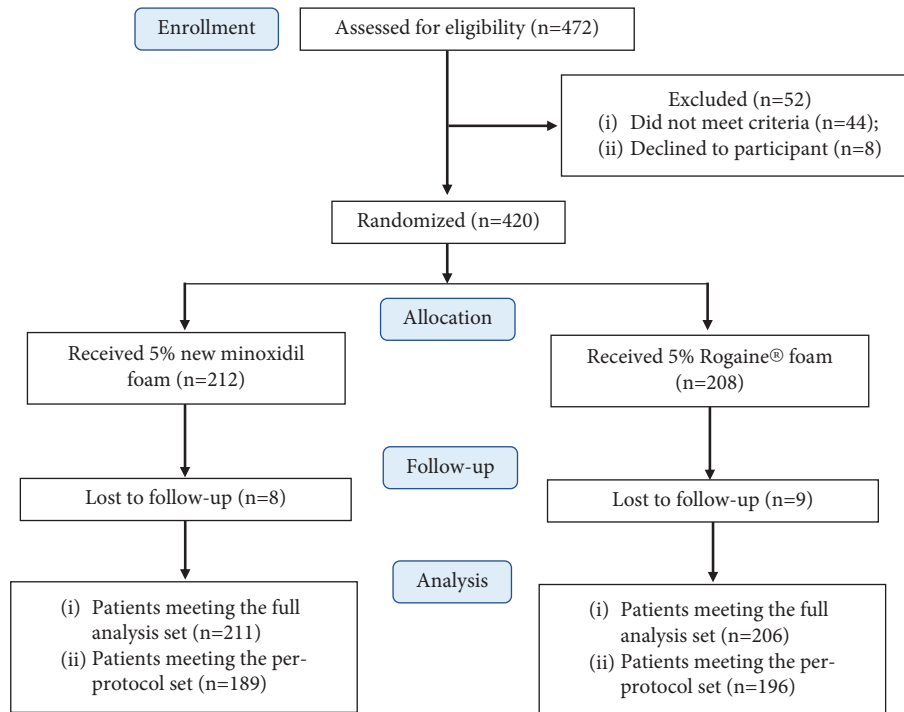 Enrollment
Assessed for eligibility (n=472)
Excluded (n=52)
(i) Did not meet criteria (n=44);
(ii) Declined to participant (n=8)
Randomized (n=420)
Allocation
Received 5% new minoxidil
foam (n=212)
Received 5% Rogaine® foam
(n=208)
Follow-up
Lost to follow-up (n=8)
Lost to follow-up (n=9)
Analysis
(i) Patients meeting the full
analysis set (n=211)
(ii) Patients meeting the per-
protocol set (n=189)
(i) Patients meeting the full
analysis set (n=206)
(ii) Patients meeting the per-
protocol set (n=196)